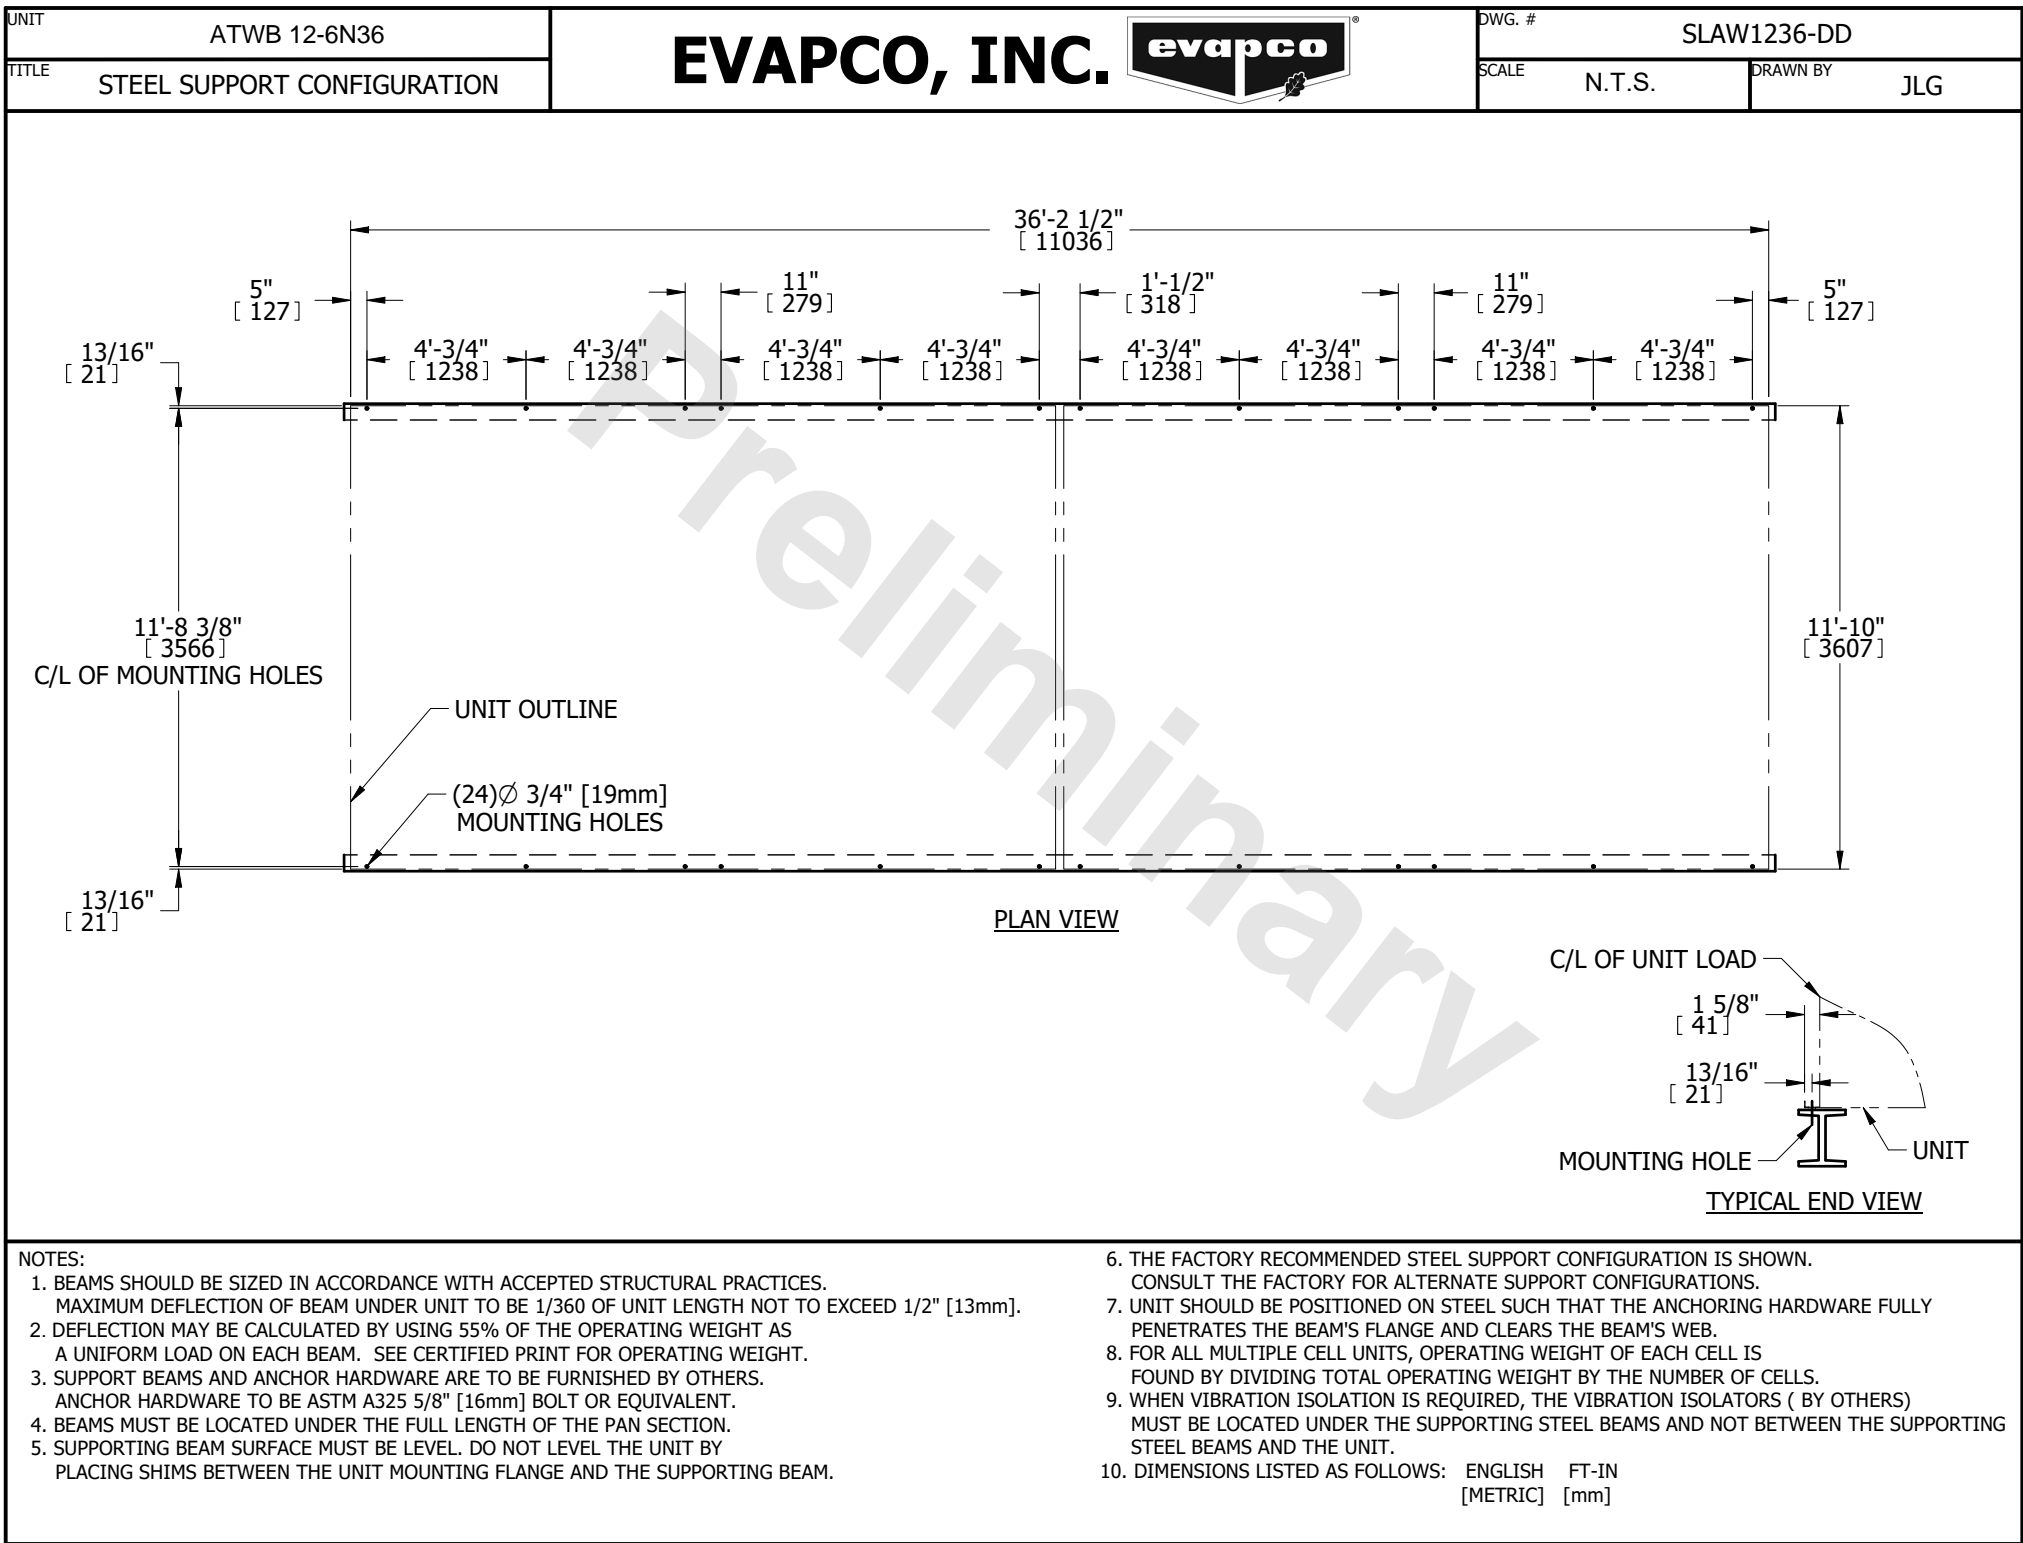 UNIT
ATWB 12-6N36
TITLE
STEEL SUPPORT CONFIGURATION
EVAPCO, INC.
evapco
®
DWG. #
SLAW1236-DD
SCALE
N.T.S.
DRAWN BY
JLG
36'-2 1/2"
[ 11036 ]
5"
[ 127 ]
11"
[ 279 ]
1'-1/2"
[ 318 ]
11"
[ 279 ]
5"
[ 127 ]
13/16"
[ 21 ]
4'-3/4"
[ 1238 ]
4'-3/4"
[ 1238 ]
4'-3/4"
[ 1238 ]
4'-3/4"
[ 1238 ]
4'-3/4"
[ 1238 ]
4'-3/4"
[ 1238 ]
4'-3/4"
[ 1238 ]
4'-3/4"
[ 1238 ]
Preliminary
11'-8 3/8"
[ 3566 ]
C/L OF MOUNTING HOLES
11'-10"
[ 3607 ]
UNIT OUTLINE
(24)∅ 3/4" [19mm]
MOUNTING HOLES
13/16"
[ 21 ]
PLAN VIEW
C/L OF UNIT LOAD
1 5/8"
[ 41 ]
13/16"
[ 21 ]
MOUNTING HOLE
UNIT
TYPICAL END VIEW
NOTES:
1. BEAMS SHOULD BE SIZED IN ACCORDANCE WITH ACCEPTED STRUCTURAL PRACTICES.
MAXIMUM DEFLECTION OF BEAM UNDER UNIT TO BE 1/360 OF UNIT LENGTH NOT TO EXCEED 1/2" [13mm].
2. DEFLECTION MAY BE CALCULATED BY USING 55% OF THE OPERATING WEIGHT AS
A UNIFORM LOAD ON EACH BEAM. SEE CERTIFIED PRINT FOR OPERATING WEIGHT.
3. SUPPORT BEAMS AND ANCHOR HARDWARE ARE TO BE FURNISHED BY OTHERS.
ANCHOR HARDWARE TO BE ASTM A325 5/8" [16mm] BOLT OR EQUIVALENT.
4. BEAMS MUST BE LOCATED UNDER THE FULL LENGTH OF THE PAN SECTION.
5. SUPPORTING BEAM SURFACE MUST BE LEVEL. DO NOT LEVEL THE UNIT BY
PLACING SHIMS BETWEEN THE UNIT MOUNTING FLANGE AND THE SUPPORTING BEAM.
6. THE FACTORY RECOMMENDED STEEL SUPPORT CONFIGURATION IS SHOWN.
CONSULT THE FACTORY FOR ALTERNATE SUPPORT CONFIGURATIONS.
7. UNIT SHOULD BE POSITIONED ON STEEL SUCH THAT THE ANCHORING HARDWARE FULLY
PENETRATES THE BEAM'S FLANGE AND CLEARS THE BEAM'S WEB.
8. FOR ALL MULTIPLE CELL UNITS, OPERATING WEIGHT OF EACH CELL IS
FOUND BY DIVIDING TOTAL OPERATING WEIGHT BY THE NUMBER OF CELLS.
9. WHEN VIBRATION ISOLATION IS REQUIRED, THE VIBRATION ISOLATORS ( BY OTHERS)
MUST BE LOCATED UNDER THE SUPPORTING STEEL BEAMS AND NOT BETWEEN THE SUPPORTING
STEEL BEAMS AND THE UNIT.
10. DIMENSIONS LISTED AS FOLLOWS: ENGLISH FT-IN
[METRIC] [mm]